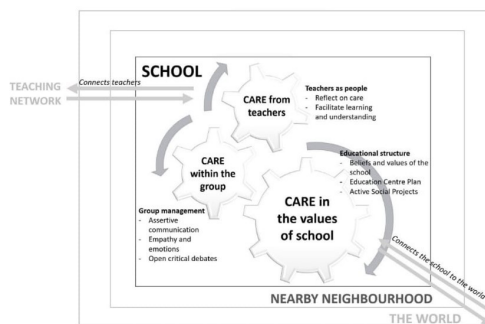 SCHOOL
TEACHING
NETWORK
Connects teachers
CARE from
teachers
Teachers as people
- Reflect on care
- Facilitate learning
and understanding
CARE
within the
group
Educational structure
- Beliefs and values of the
school
- Education Centre Plan
- Active Social Projects
CARE in
the values
of school
Group management
- Assertive
communication
- Empathy and
emotions
- Open critical debates
Connects the school to the world
NEARBY NEIGHBOURHOOD
THE WORLD